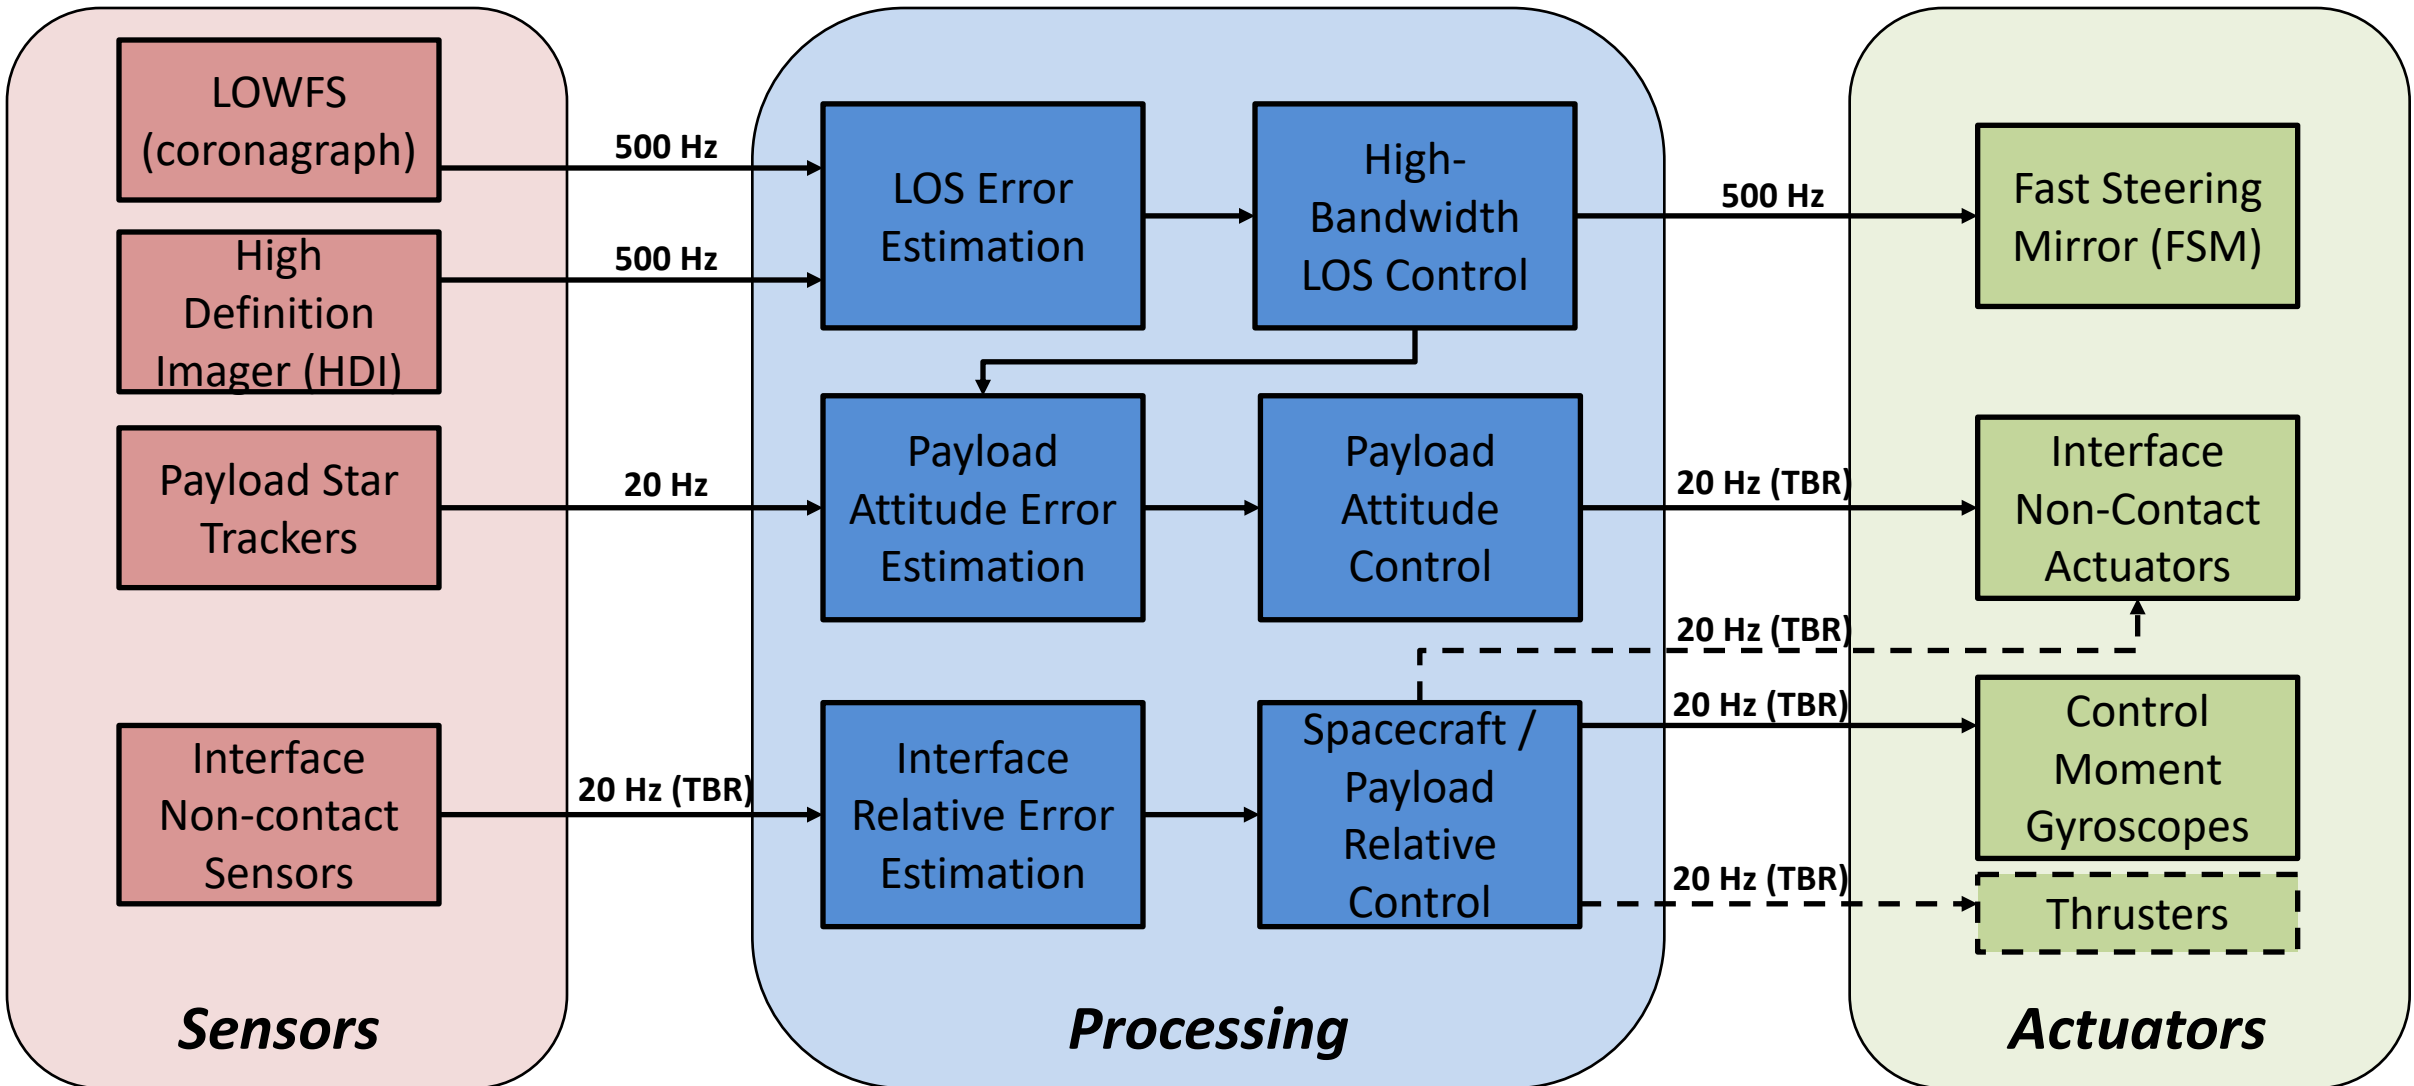 LOWFS
(coronagraph)
High
Definition
Imager (HDI)
Payload Star
Trackers
Interface
Non-contact
Sensors
Sensors
500 Hz
500 Hz
20 Hz
20 Hz (TBR)
LOS Error
Estimation
High-
Bandwidth
LOS Control
Payload
Attitude Error
Estimation
Payload
Attitude
Control
Interface
Relative Error
Estimation
Spacecraft /
Payload
Relative
Control
Processing
500 Hz
20 Hz (TBR)
20 Hz (TBR)
20 Hz (TBR)
20 Hz (TBR)
Fast Steering
Mirror (FSM)
Interface
Non-Contact
Actuators
Control
Moment
Gyroscopes
Thrusters
Actuators